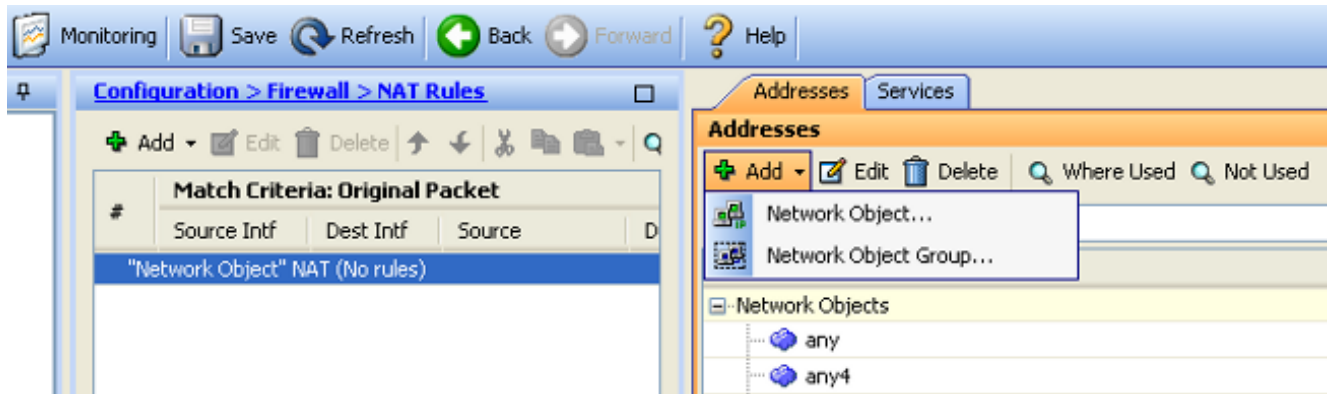 Monitoring Save Refresh Back Forward Help
Configuration > Firewall > NAT Rules
Add Edit Delete
#
Match Criteria: Original Packet
Source Intf Dest Intf Source D
"Network Object" NAT (No rules)
Addresses Services
Addresses
Add Edit Delete Where Used Not Used
Network Object...
Network Object Group...
Network Objects
any
any4